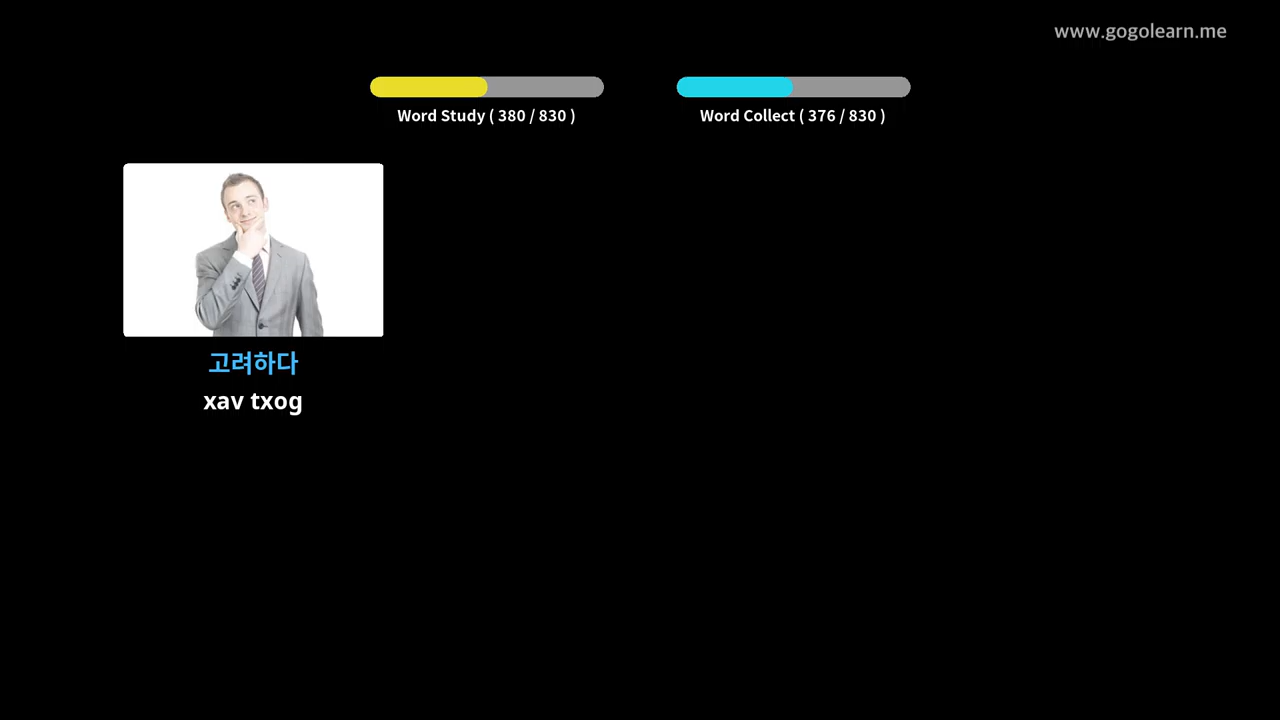 www.gogolearn.me
Word Study ( 380 / 830 )
Word Collect ( 376 / 830 )
고려하다
xav txog